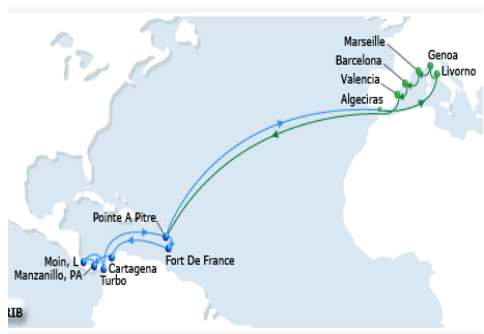 Marseille
Genoa
Barcelona
Livorno
Valencia
Algeciras
Pointe A Pitre
Fort De France
Moin, L
Cartagena
Manzanillo, PA
Turbo
RIB